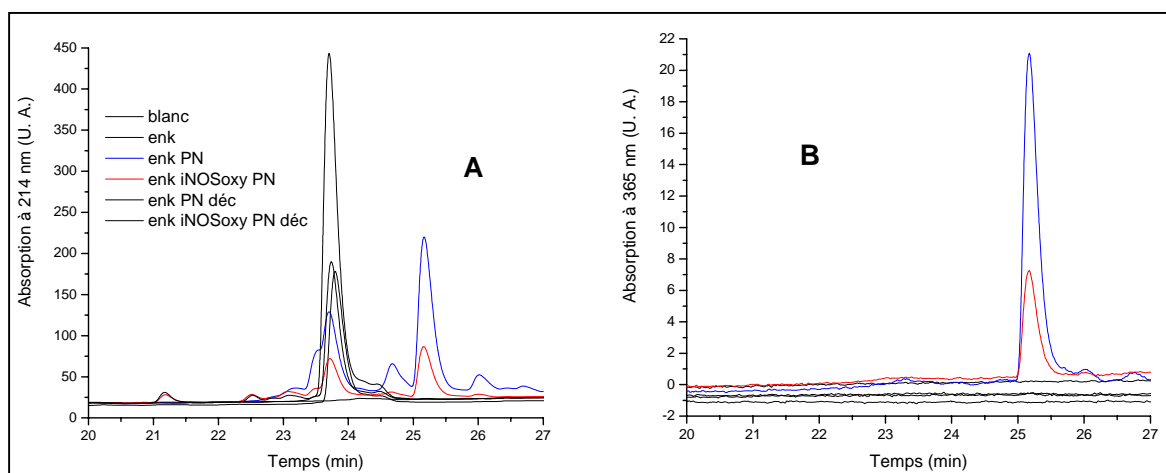 450
400
350
300
250
200
150
100
50
0
Absorption à 214 nm (U. A.)
blanc
enk
enk PN
enk iNOSoxy PN
enk PN déc
enk iNOSoxy PN déc
A
20 21 22 23 24 25 26 27
Temps (min)
22
20
18
16
14
12
10
8
6
4
2
0
-2
Absorption à 365 nm (U. A.)
B
20 21 22 23 24 25 26 27
Temps (min)